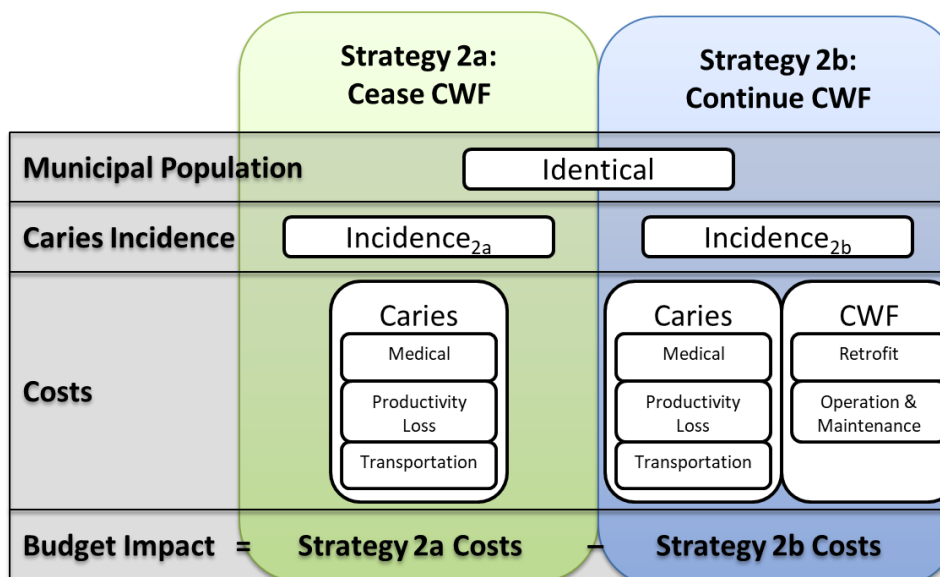 Strategy 2a:
Cease CWF
Strategy 2b:
Continue CWF
Municipal Population
Identical
Caries Incidence
Incidence2a
Incidence2b
Costs
Caries
Medical
Productivity
Loss
Transportation
Caries
Medical
Productivity
Loss
Transportation
CWF
Retrofit
Operation &
Maintenance
Budget Impact = Strategy 2a Costs – Strategy 2b Costs